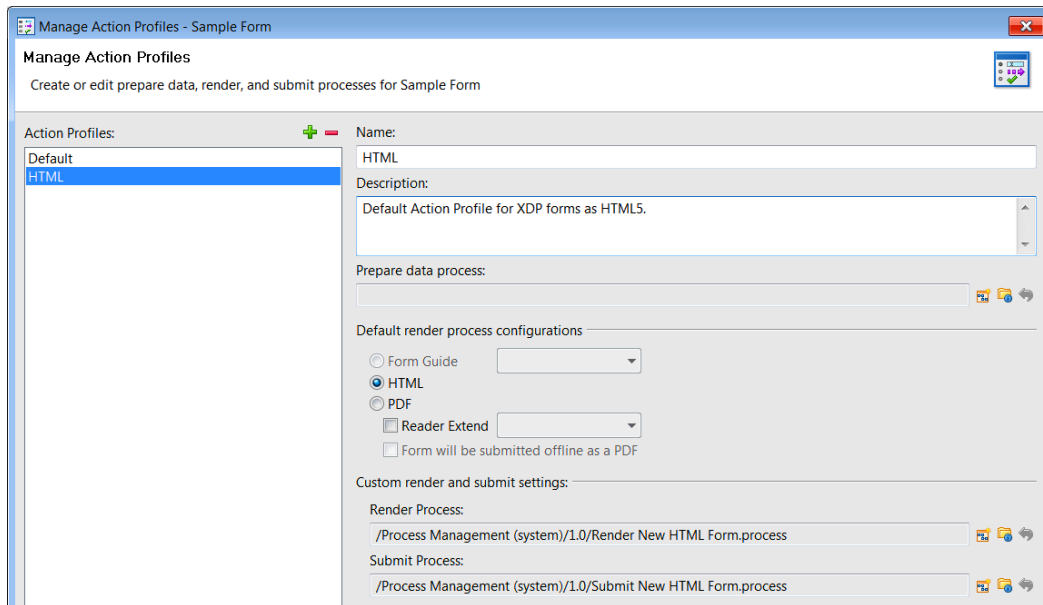 Manage Action Profiles - Sample Form
Manage Action Profiles
Create or edit prepare data, render, and submit processes for Sample Form
Action Profiles:
Default
HTML
Name:
HTML
Description:
Default Action Profile for XDP forms as HTML5.
Prepare data process:
Default render process configurations
Form Guide
HTML
PDF
Reader Extend
Form will be submitted offline as a PDF
Custom render and submit settings:
Render Process:
/Process Management (system)/1.0/Render New HTML Form.process
Submit Process:
/Process Management (system)/1.0/Submit New HTML Form.process